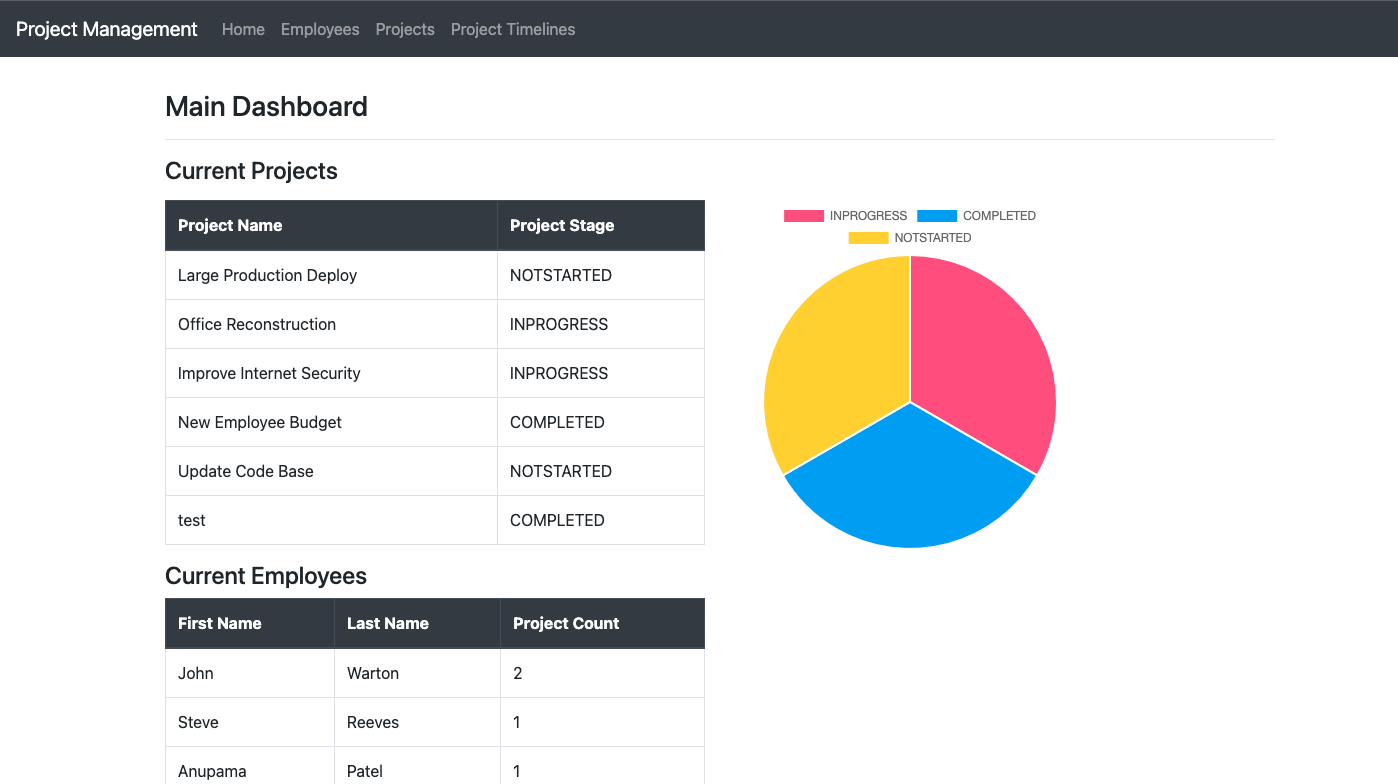 Project Management Home Employees Projects Project Timelines
Main Dashboard
Current Projects
Project Name Project Stage
Large Production Deploy NOTSTARTED
Office Reconstruction INPROGRESS
Improve Internet Security INPROGRESS
New Employee Budget COMPLETED
Update Code Base NOTSTARTED
test COMPLETED
INPROGRESS COMPLETED
NOTSTARTED
Current Employees
First Name Last Name Project Count
John Warton 2
Steve Reeves 1
Anupama Patel 1